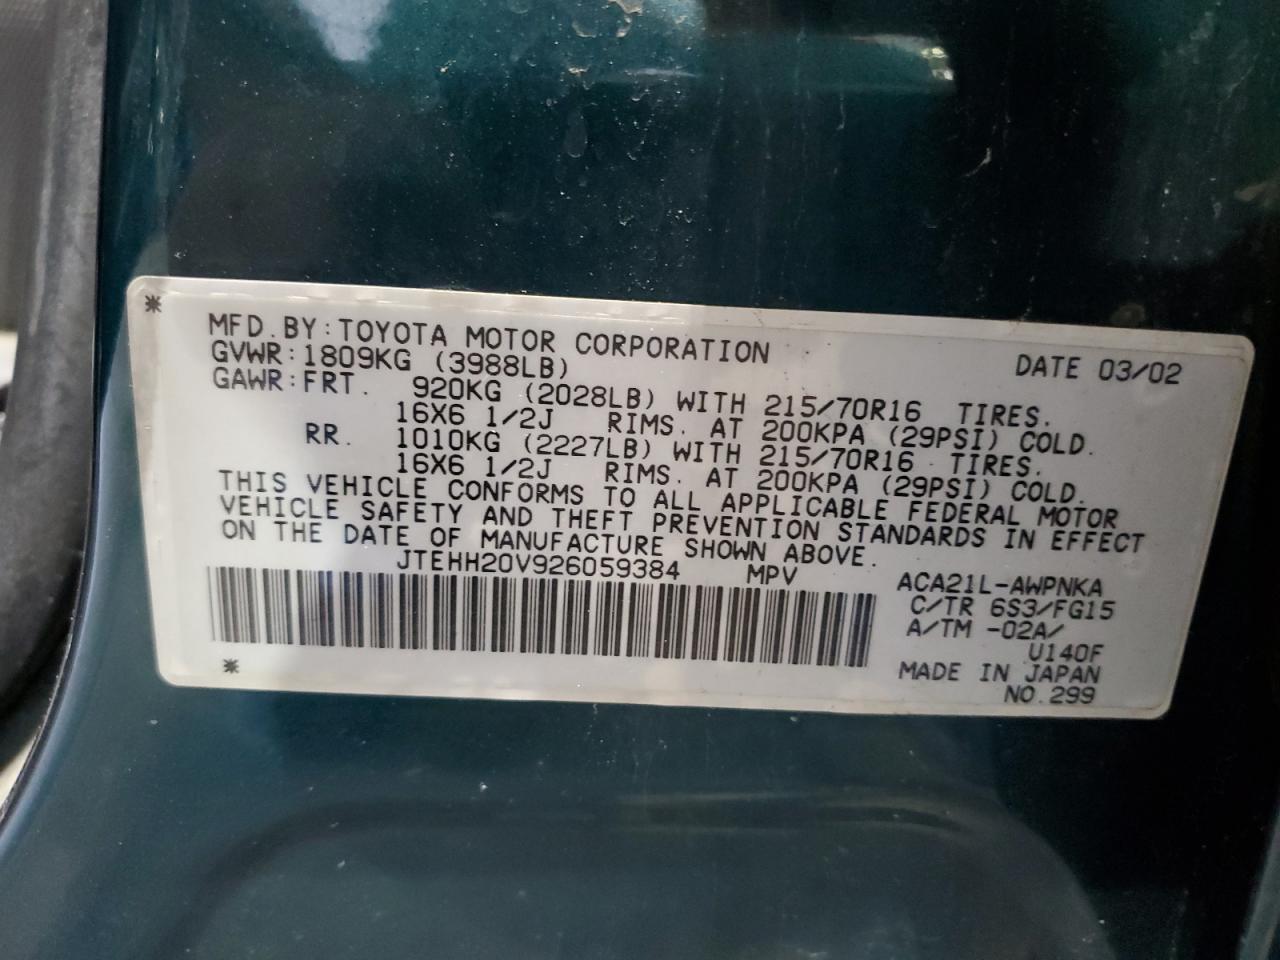 MFD.BY:TOYOTA MOTOR CORPORATION DATE 03/02
GVWR:1809KG (3988LB)
GAWR:FRT. 920KG (2028LB) WITH 215/70R16 TIRES.
16X6 1/2J RIMS. AT 200KPA (29PSI) COLD.
RR. 1010KG (2227LB) WITH 215/70R16 TIRES.
16X6 1/2J RIMS. AT 200KPA (29PSI) COLD.
THIS VEHICLE CONFORMS TO ALL APPLICABLE FEDERAL MOTOR
VEHICLE SAFETY AND THEFT PREVENTION STANDARDS IN EFFECT
ON THE DATE OF MANUFACTURE SHOWN ABOVE.
JTEHH20V926059384 MPV
ACA21L-AWPNKA
C/TR 6S3/FG15
A/TM -02A/
U140F
MADE IN JAPAN
NO.299